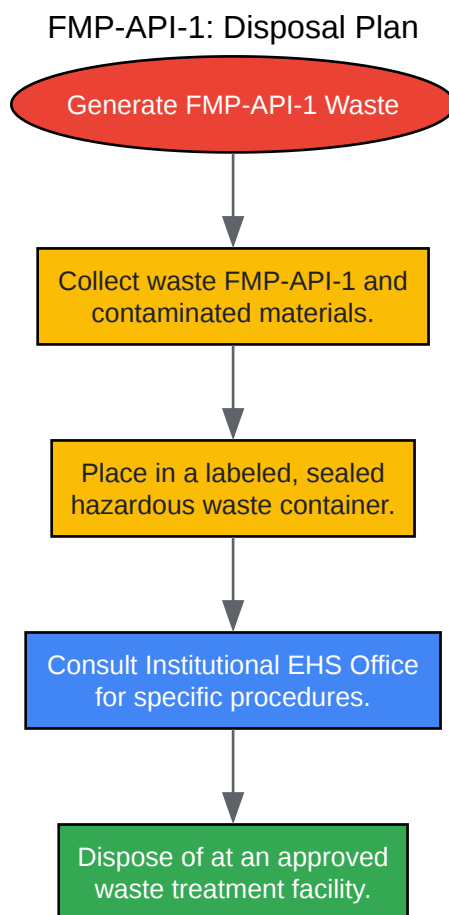 FMP-API-1: Disposal Plan
Generate FMP-API-1 Waste
Collect waste FMP-API-1 and
contaminated materials.
Place in a labeled, sealed
hazardous waste container.
Consult Institutional EHS Office
for specific procedures.
Dispose of at an approved
waste treatment facility.